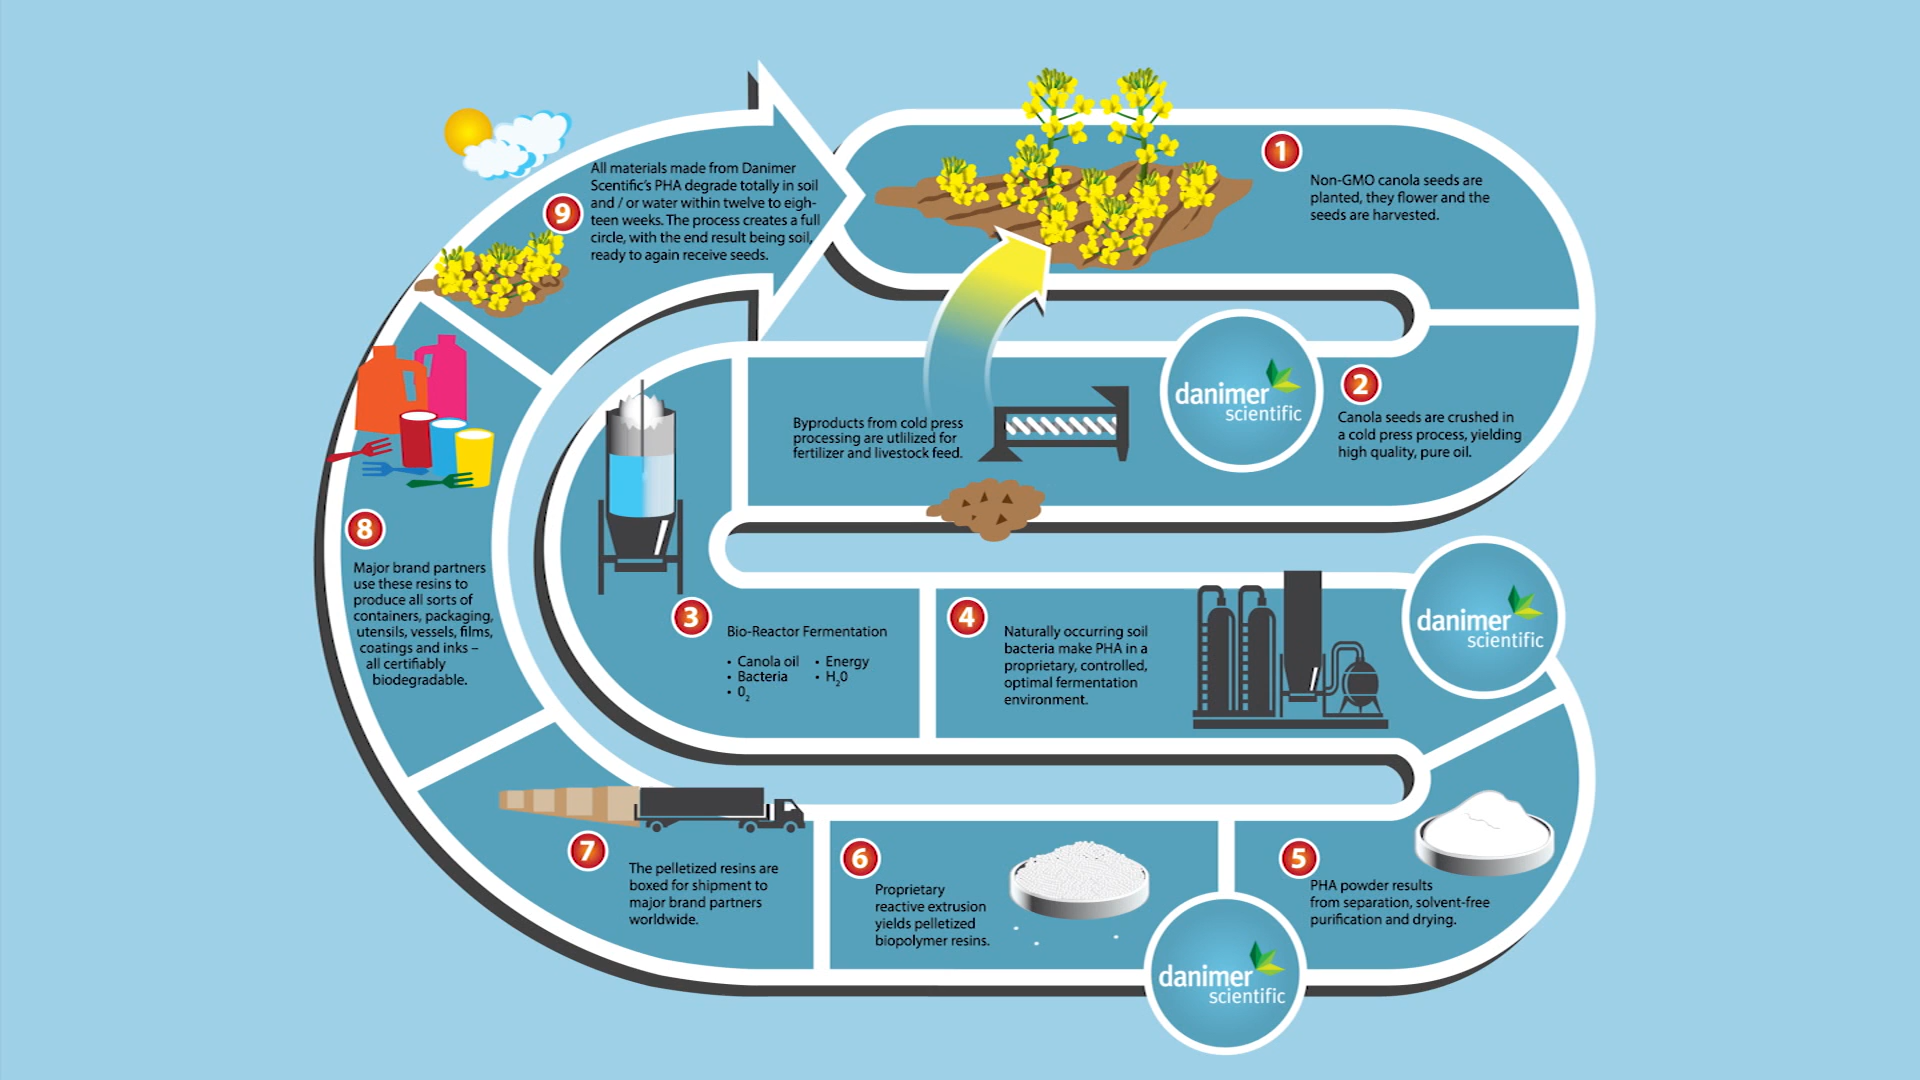 1
Non-GMO canola seeds are
planted, they flower and the
seeds are harvested.
danimer
scientific
2
Canola seeds are crushed in
a cold press process, yielding
high quality, pure oil.
Byproducts from cold press
processing are utlilized for
fertilizer and livestock feed.
3
Bio-Reactor Fermentation
• Canola oil
• Bacteria
• 0₂
• Energy
• H₂0
4
Naturally occurring soil
bacteria make PHA in a
proprietary, controlled,
optimal fermentation
environment.
danimer
scientific
5
PHA powder results
from separation, solvent-free
purification and drying.
danimer
scientific
6
Proprietary
reactive extrusion
yields pelletized
biopolymer resins.
7
The pelletized resins are
boxed for shipment to
major brand partners
worldwide.
8
Major brand partners
use these resins to
produce all sorts of
containers, packaging,
utensils, vessels, films,
coatings and inks –
all certifiably
biodegradable.
9
All materials made from Danimer
Scientific's PHA degrade totally in soil
and / or water within twelve to eigh-
teen weeks. The process creates a full
circle, with the end result being soil,
ready to again receive seeds.